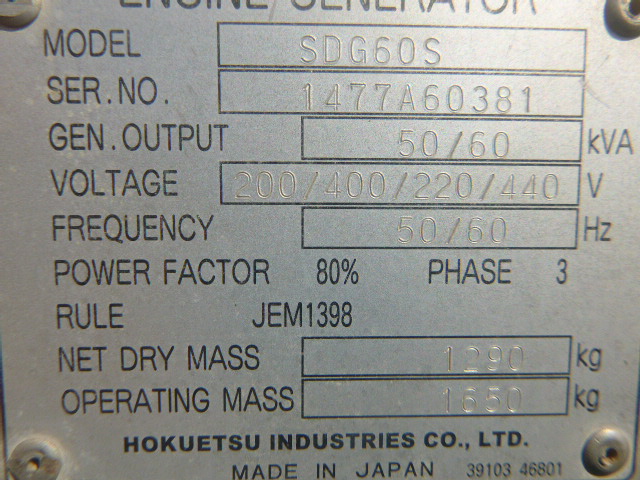 ENGINE GENERATOR
MODEL SDG60S
SER.NO. 1477A60381
GEN.OUTPUT 50/60 kVA
VOLTAGE 200/400/220/440 V
FREQUENCY 50/60 Hz
POWER FACTOR 80% PHASE 3
RULE JEM1398
NET DRY MASS 1290 kg
OPERATING MASS 1650 kg
HOKUETSU INDUSTRIES CO., LTD.
MADE IN JAPAN 39103 46801